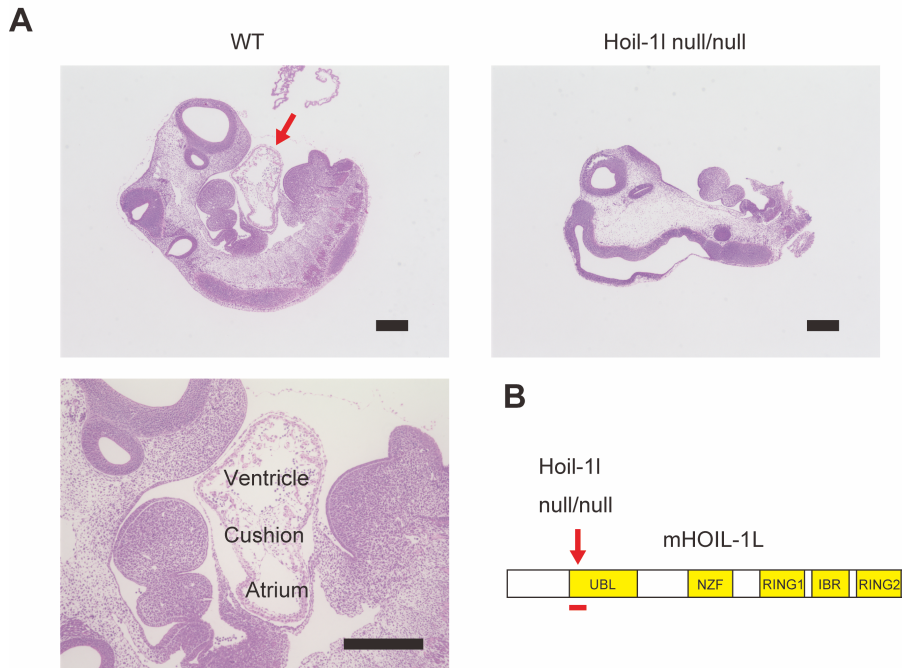 A
WT
Hoil-1l null/null
Ventricle
Cushion
Atrium
B
Hoil-1l
null/null
mHOIL-1L
UBL NZF RING1 IBR RING2